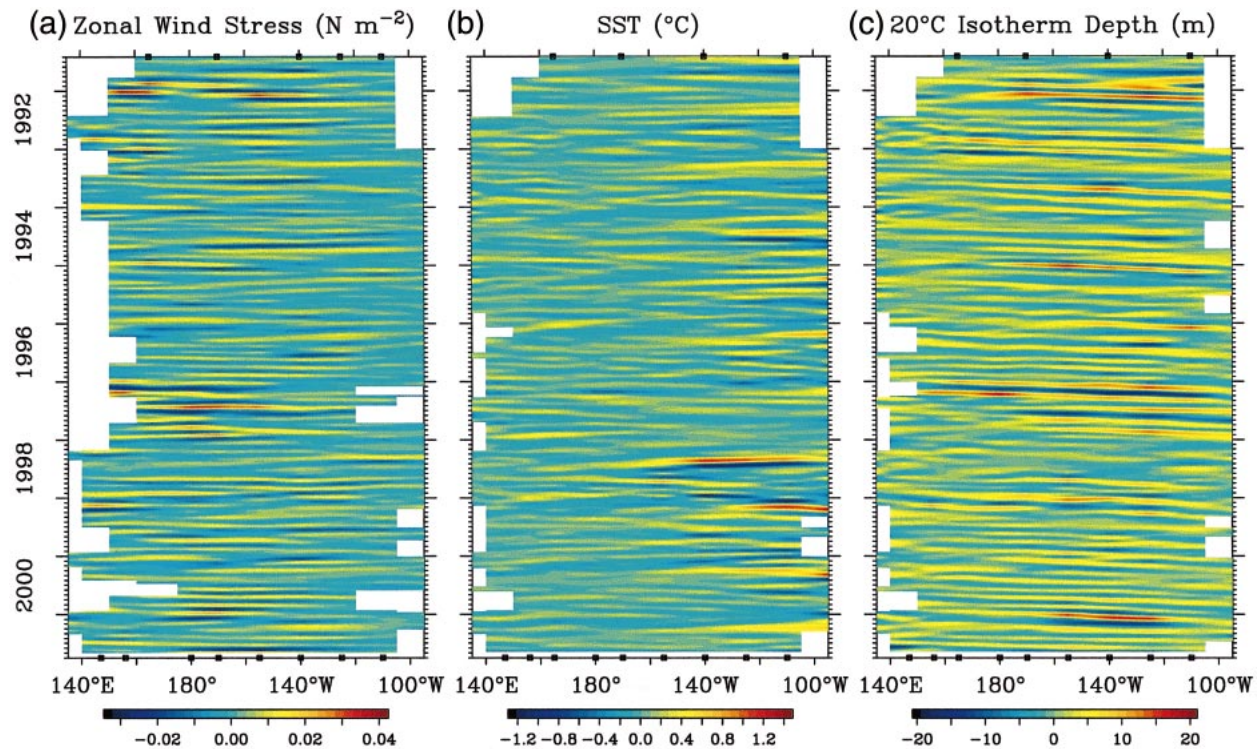 (a) Zonal Wind Stress (N m−2)
(b) SST (°C)
(c) 20°C Isotherm Depth (m)
1992
1994
1996
1998
2000
140°E 180° 140°W 100°W
140°E 180° 140°W 100°W
140°E 180° 140°W 100°W
-0.02 0.00 0.02 0.04
-1.2 -0.8 -0.4 0.0 0.4 0.8 1.2
-20 -10 0 10 20